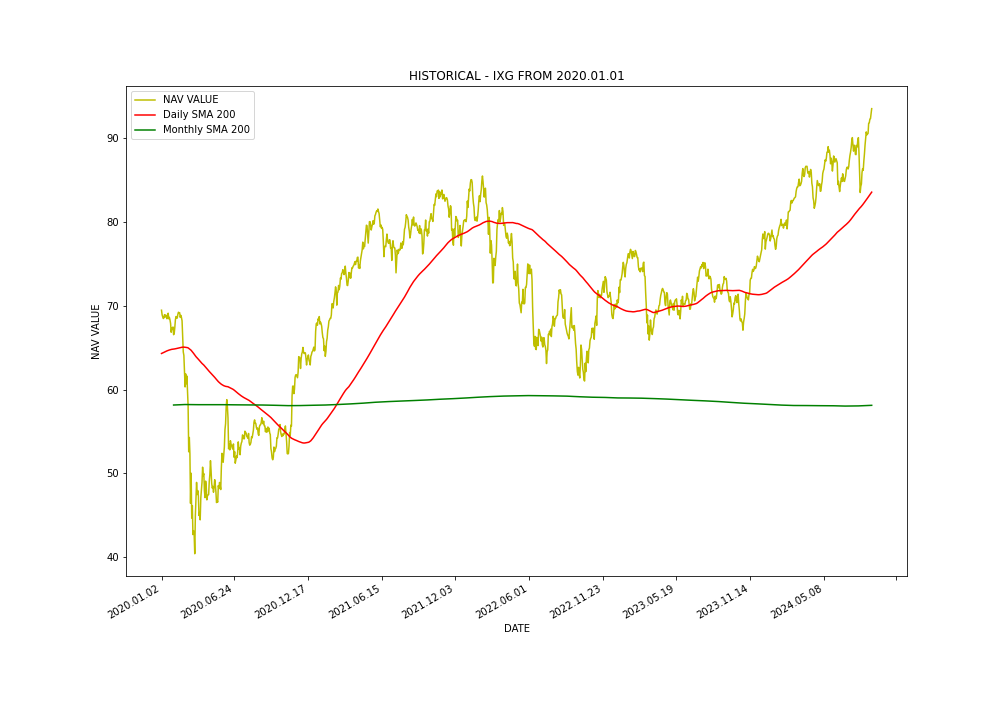 HISTORICAL - IXG FROM 2020.01.01
NAV VALUE
Daily SMA 200
Monthly SMA 200
NAV VALUE
90
80
70
60
50
40
2020.01.02
2020.06.24
2020.12.17
2021.06.15
2021.12.03
2022.06.01
2022.11.23
2023.05.19
2023.11.14
2024.05.08
DATE